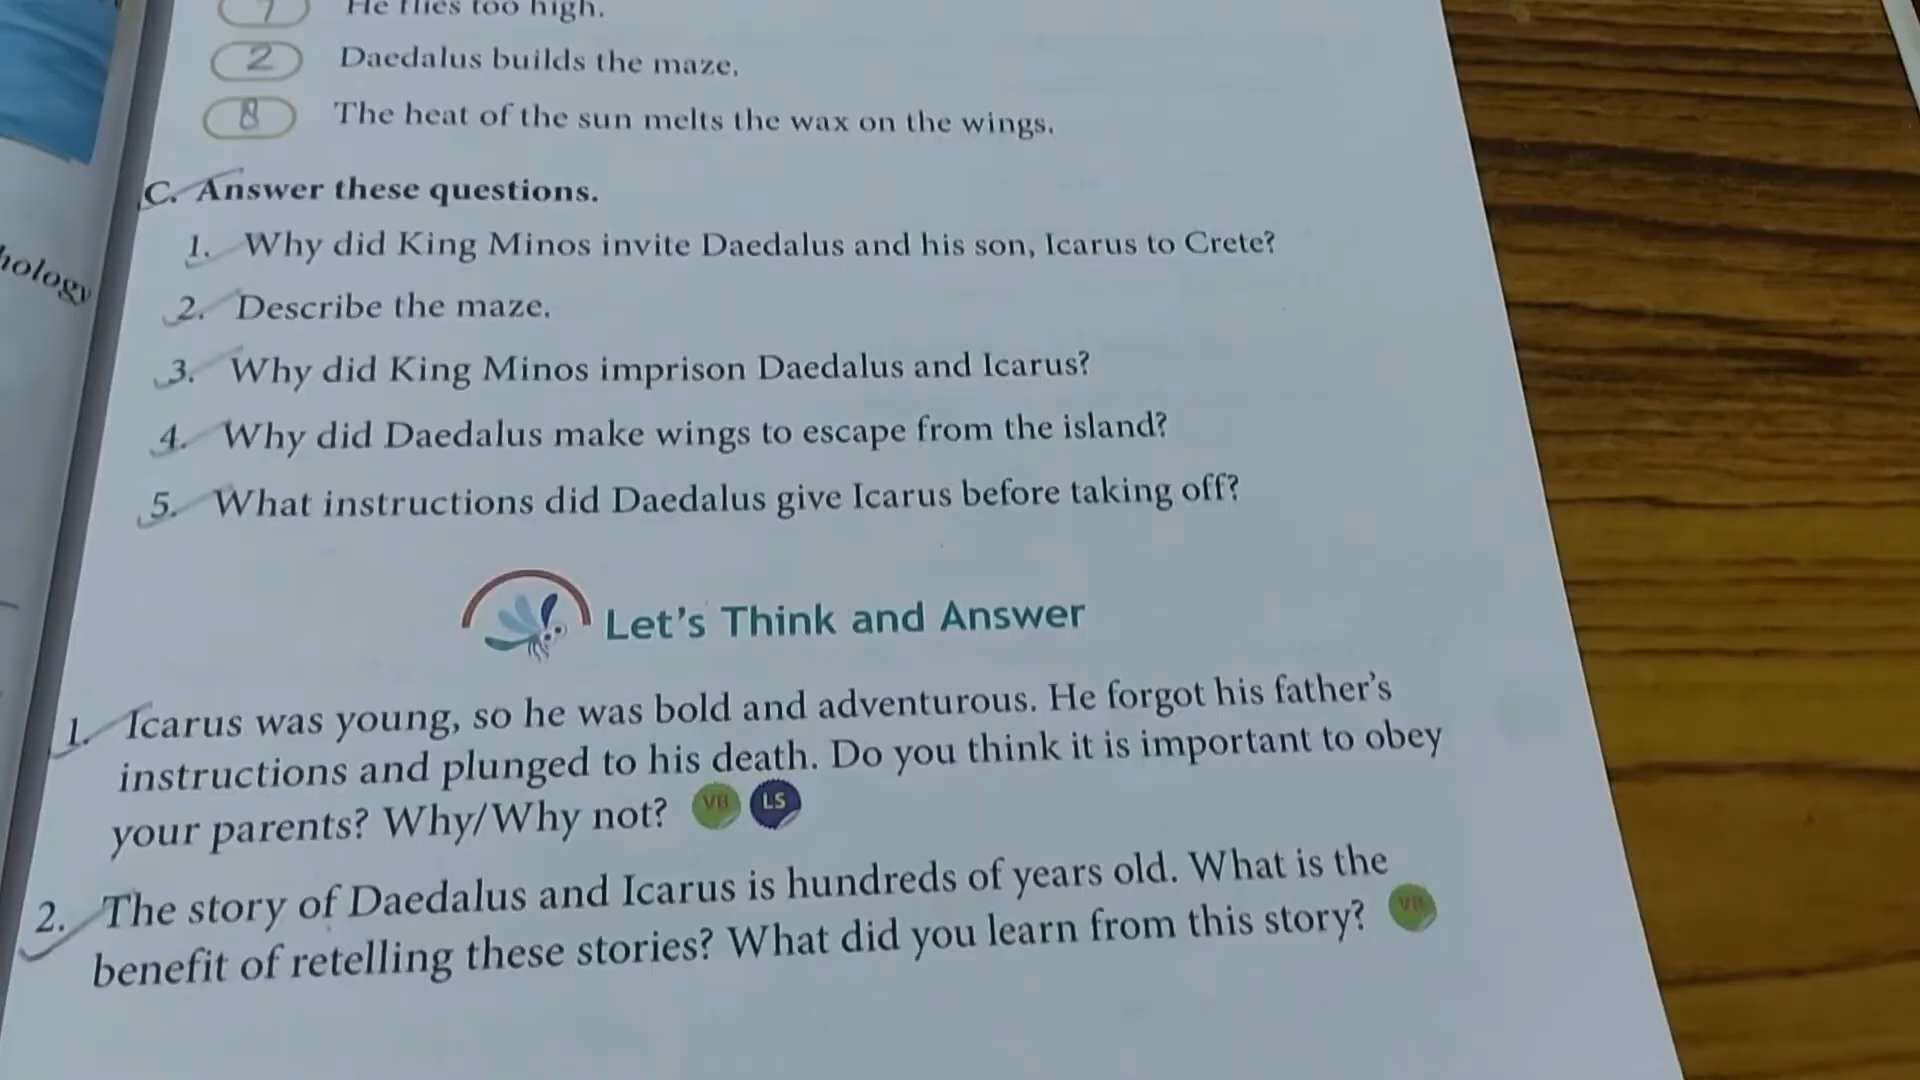 7 He flies too high.
2 Daedalus builds the maze.
8 The heat of the sun melts the wax on the wings.
C. Answer these questions.
1. Why did King Minos invite Daedalus and his son, Icarus to Crete?
hology
2. Describe the maze.
3. Why did King Minos imprison Daedalus and Icarus?
4. Why did Daedalus make wings to escape from the island?
5. What instructions did Daedalus give Icarus before taking off?
Let's Think and Answer
1. Icarus was young, so he was bold and adventurous. He forgot his father's
instructions and plunged to his death. Do you think it is important to obey
your parents? Why/Why not? VB LS
2. The story of Daedalus and Icarus is hundreds of years old. What is the
benefit of retelling these stories? What did you learn from this story? VB